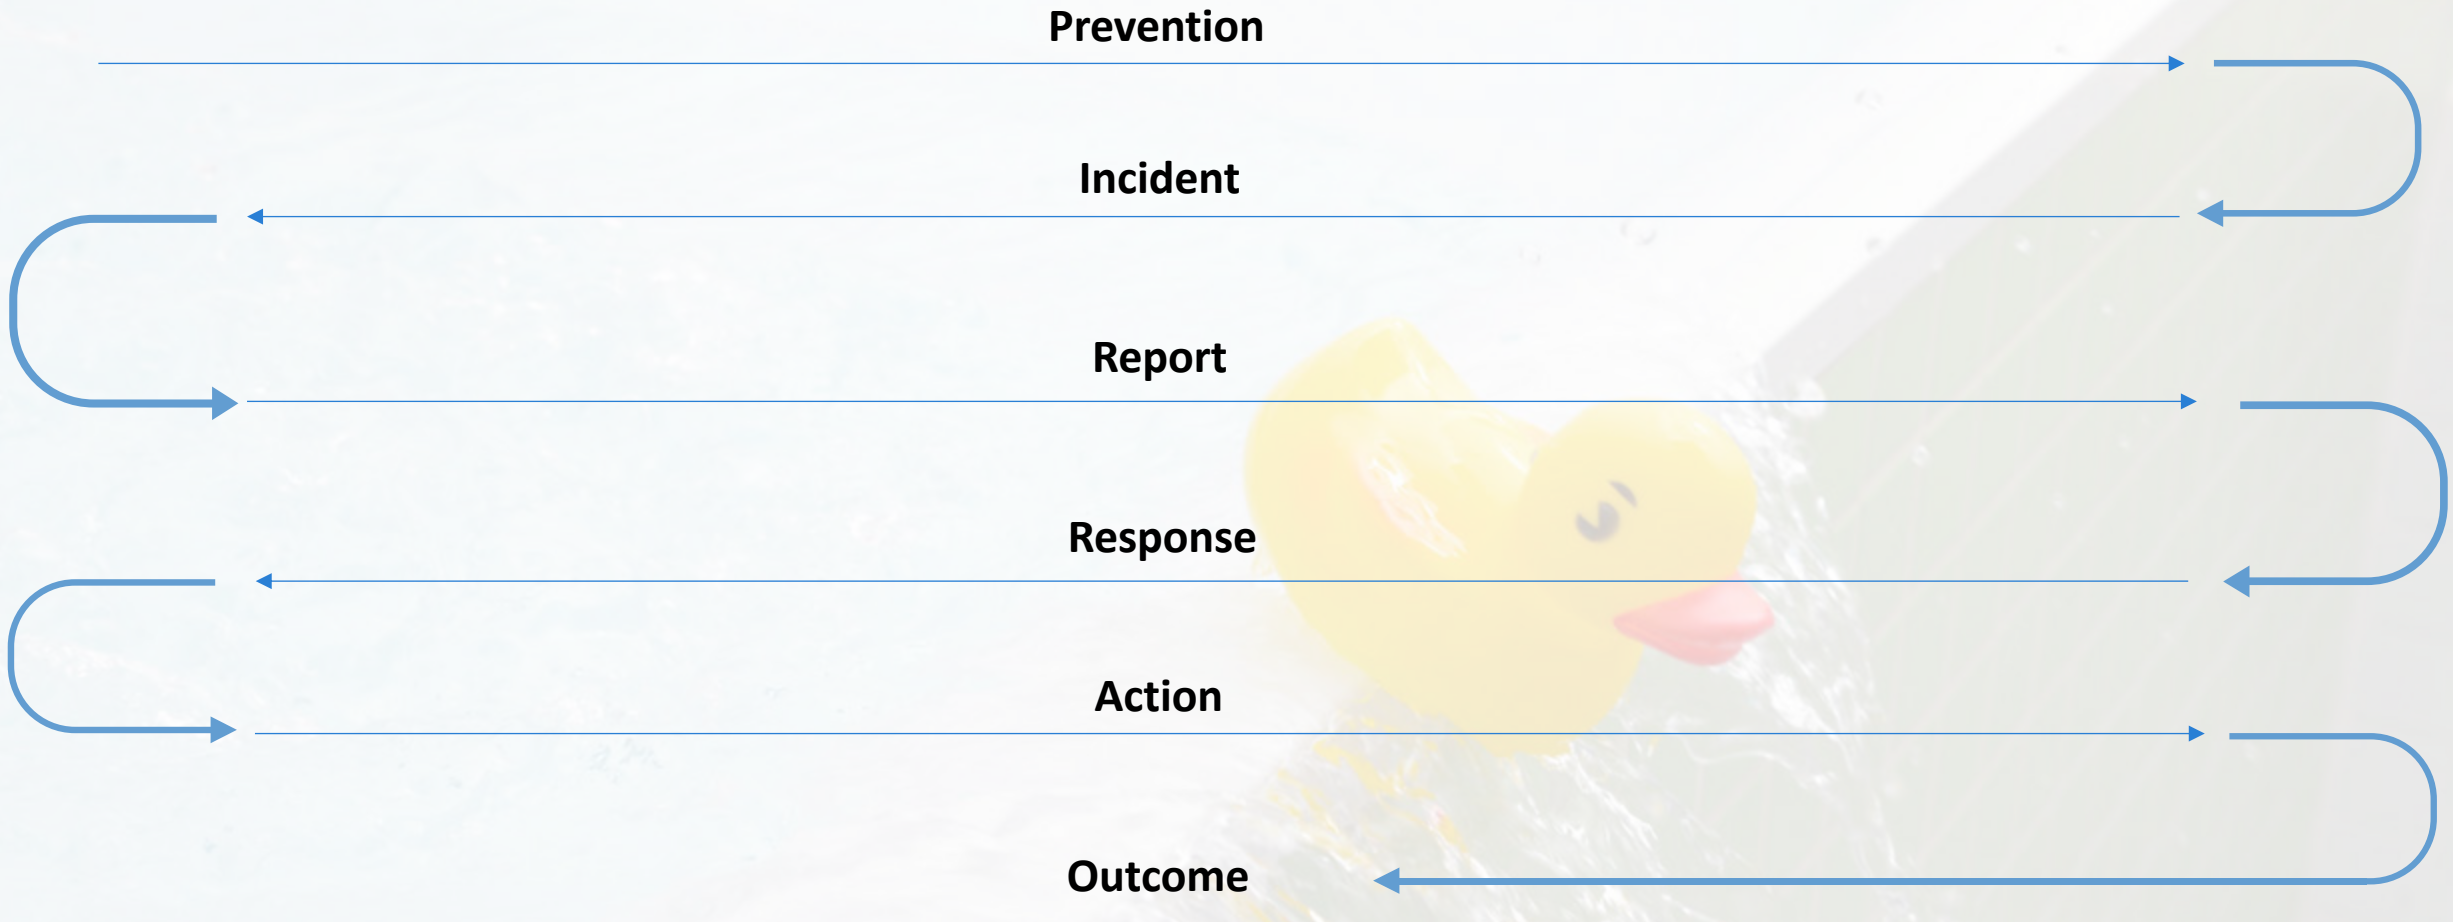 Prevention
Incident
Report
Response
Action
Outcome